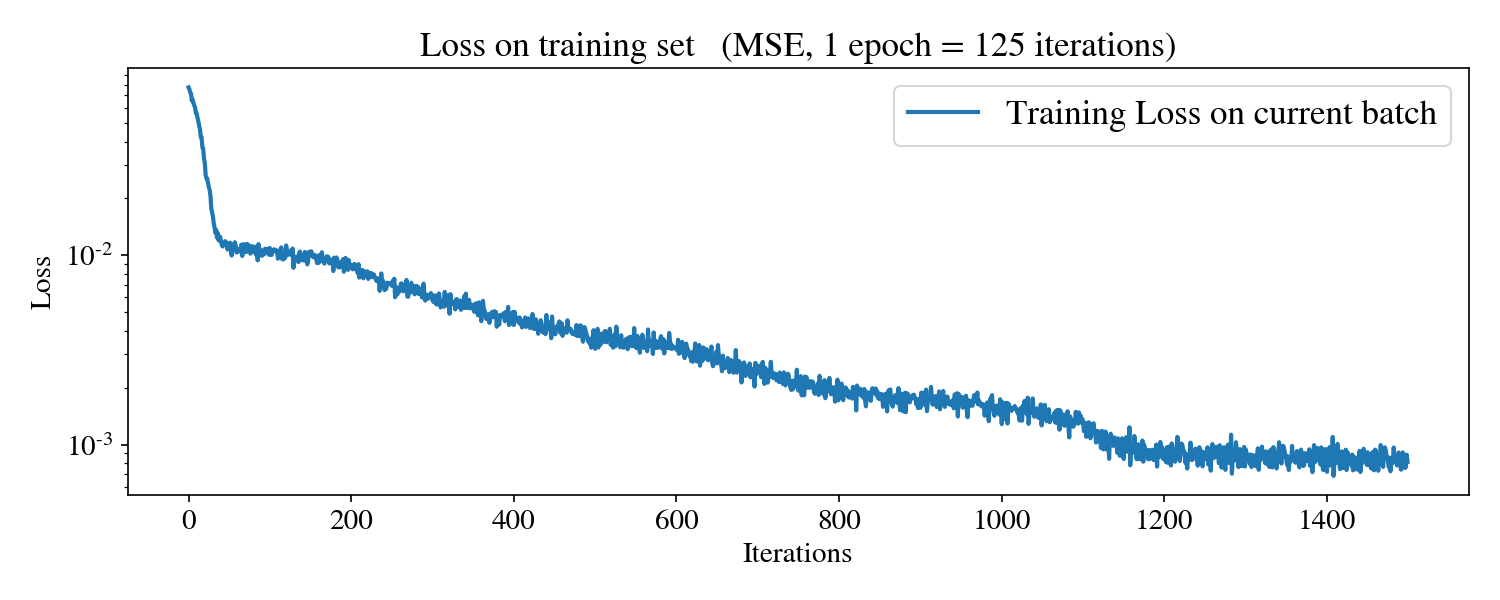 Loss on training set   (MSE, 1 epoch = 125 iterations)
Training Loss on current batch
Loss
10⁻²
10⁻³
0 200 400 600 800 1000 1200 1400
Iterations